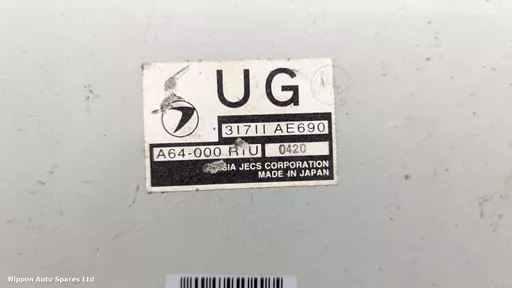 UG
31711 AE690
A64-000 R1U 0420
SIA JECS CORPORATION
MADE IN JAPAN
Nippon Auto Spares Ltd